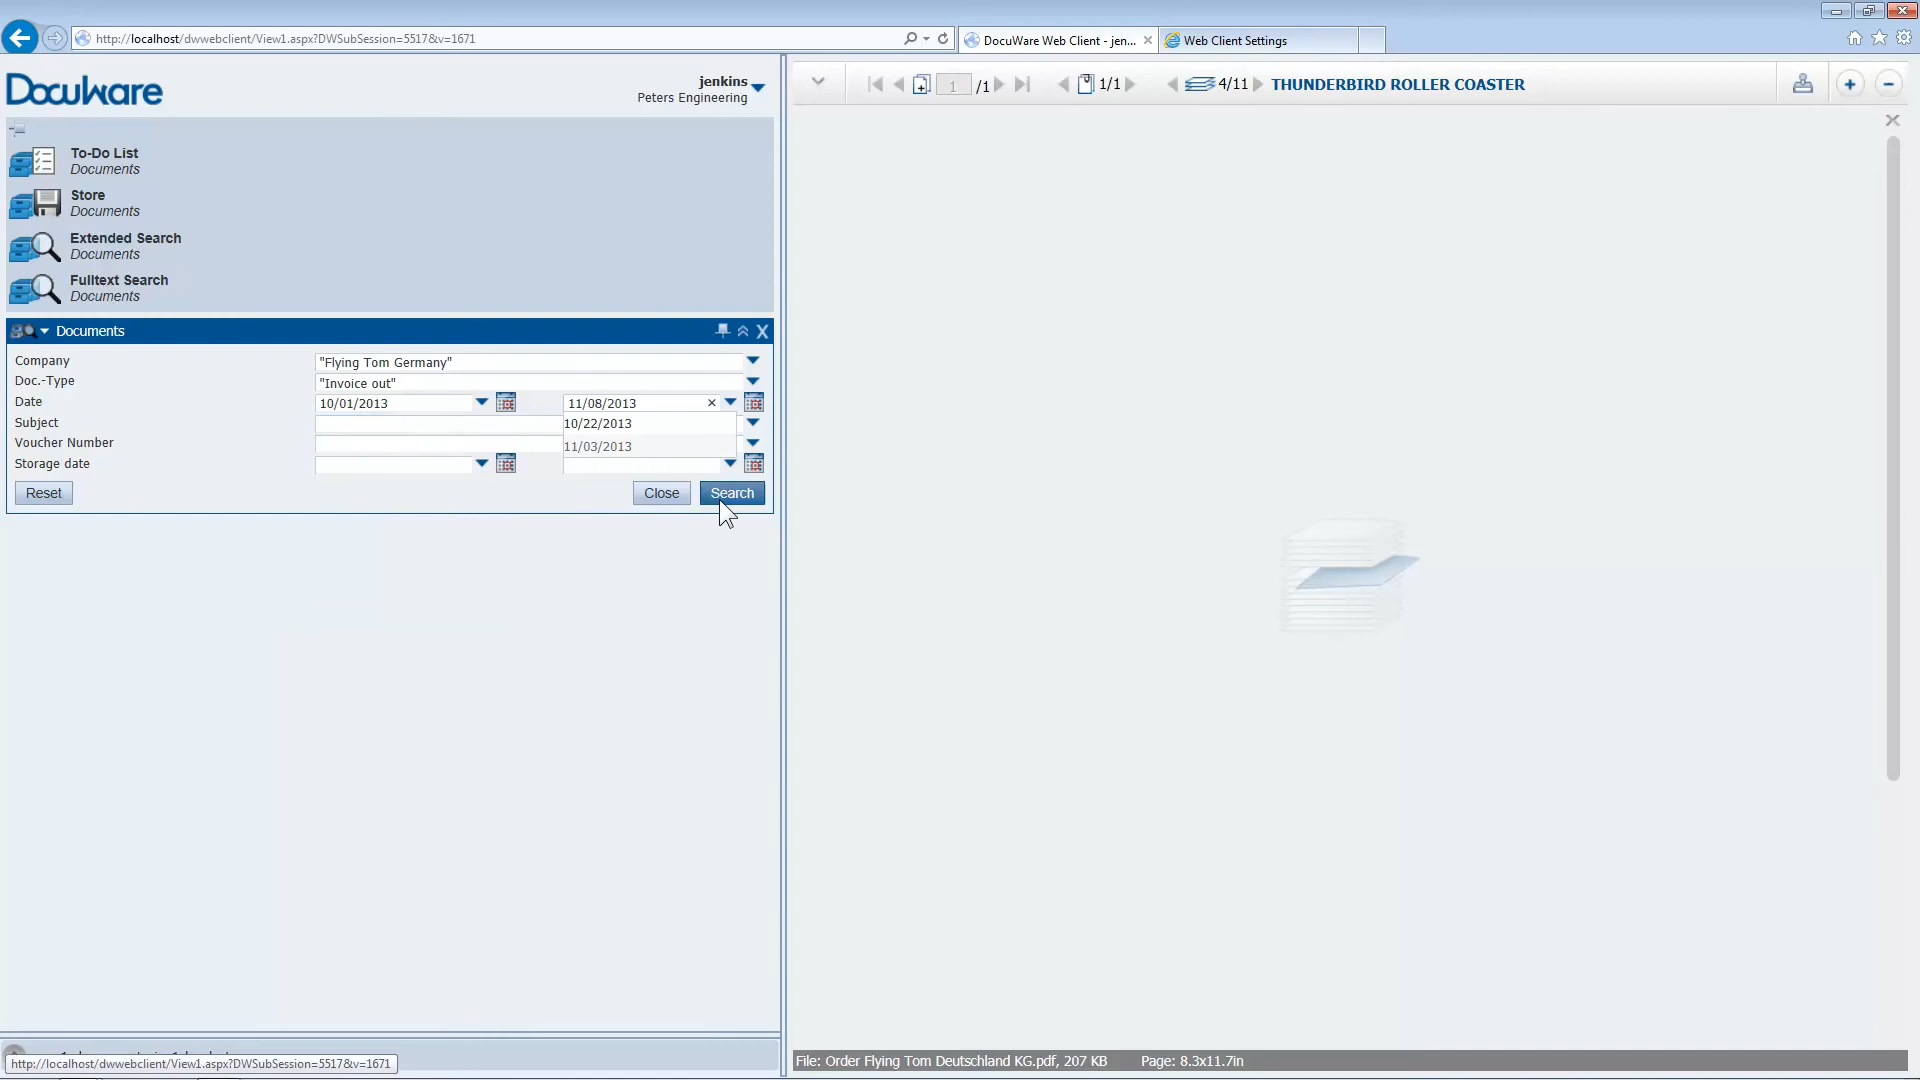 http://localhost/dwwebclient/View1.aspx?DWSubSession=5517&v=1671
DocuWare Web Client - jen...
Web Client Settings
DocuWare
jenkins
Peters Engineering
1 /1
1/1
4/11
THUNDERBIRD ROLLER COASTER
To-Do List
Documents
Store
Documents
Extended Search
Documents
Fulltext Search
Documents
Documents
Company "Flying Tom Germany"
Doc.-Type "Invoice out"
Date 10/01/2013 11/08/2013
Subject 10/22/2013
Voucher Number 11/03/2013
Storage date
Reset Close Search
http://localhost/dwwebclient/View1.aspx?DWSubSession=5517&v=1671
File: Order Flying Tom Deutschland KG.pdf, 207 KB Page: 8.3x11.7in